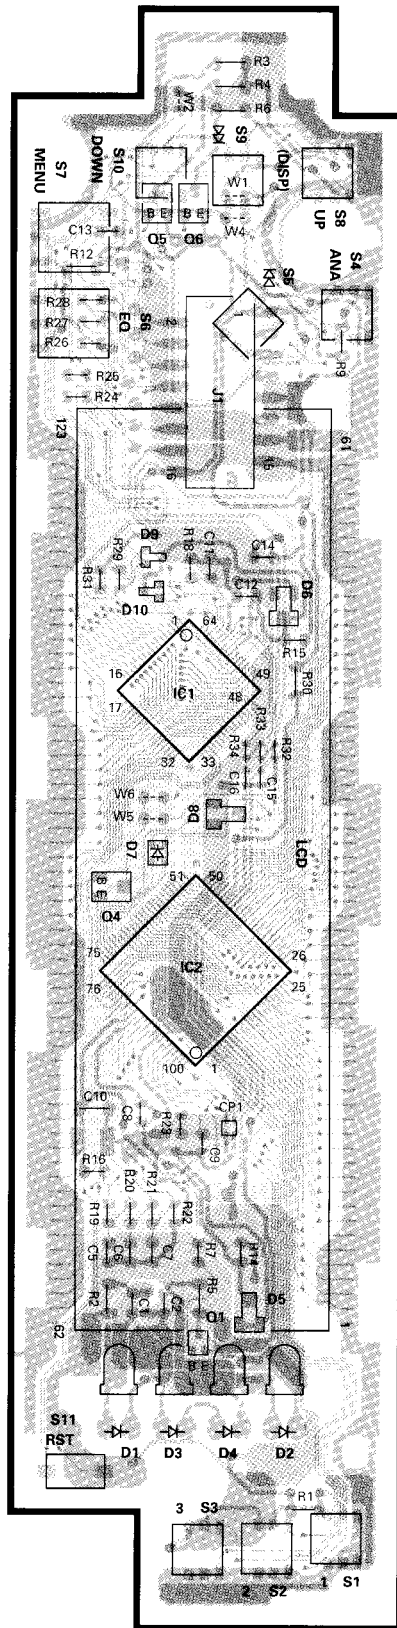 R3
R4
W2
R6
S9
S10
DOWN
S7
MENU
(DISP)
W1
S8
UP
B E
B E
W4
Q5
Q6
C13
R12
S4
ANA
S5
R28
R27
R26
S6
EQ
2
R9
R25
R24
J1
123
61
16
15
D9
R29
R31
D10
R18
C11
C14
C12
D6
1
64
R15
16
49
IC1
48
R30
17
R33
32
33
R34
R32
C16
C15
W6
W5
Q8
D7
LCD
51
50
B E
Q4
75
26
IC2
76
25
100
1
C10
C8
R23
CP1
C9
R16
R19
R20
R21
R22
C5
C6
C7
R7
R14
R2
C1
C2
R5
D5
Q1
62
1
B E
S11
RST
D1
D3
D4
D2
3
S3
R1
2
S2
1
S1